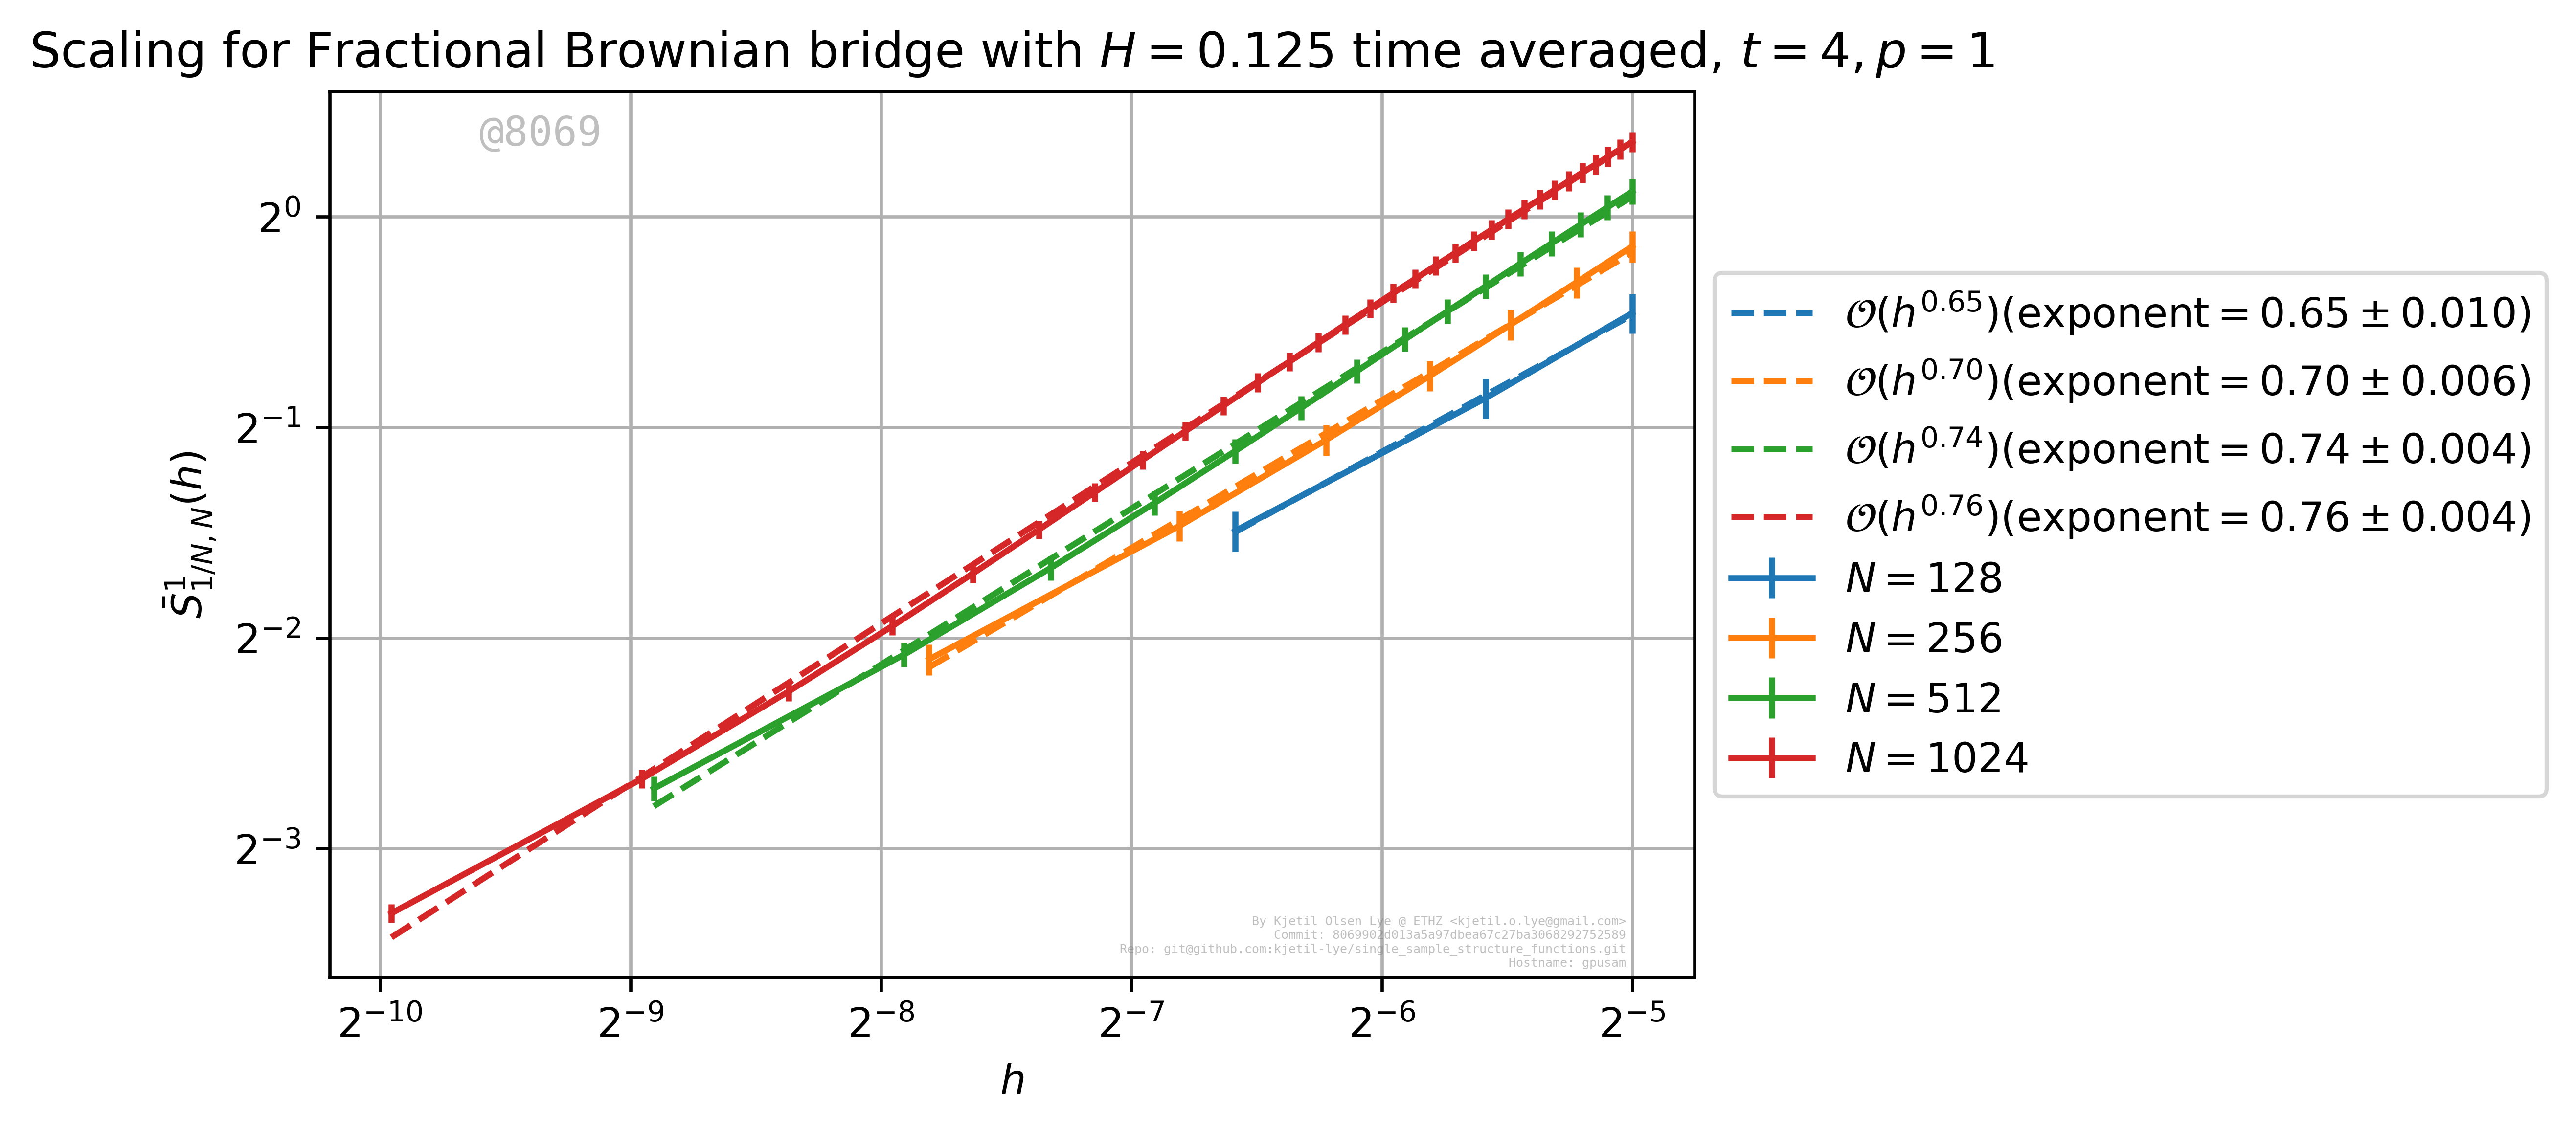 Scaling for Fractional Brownian bridge with H = 0.125 time averaged, t = 4, p = 1
@8069
2^0
2^{-1}
2^{-2}
2^{-3}
S̄^1_{1/N, N}(h)
2^{-10}
2^{-9}
2^{-8}
2^{-7}
2^{-6}
2^{-5}
h
By Kjetil Olsen Lye @ ETHZ <kjetil.o.lye@gmail.com>
Commit: 8069902d013a5a97dbea67c27ba3068292752589
Repo: git@github.com:kjetil-lye/single_sample_structure_functions.git
Hostname: gpusam
𝒪(h^{0.65})(exponent = 0.65 ± 0.010)
𝒪(h^{0.70})(exponent = 0.70 ± 0.006)
𝒪(h^{0.74})(exponent = 0.74 ± 0.004)
𝒪(h^{0.76})(exponent = 0.76 ± 0.004)
N = 128
N = 256
N = 512
N = 1024